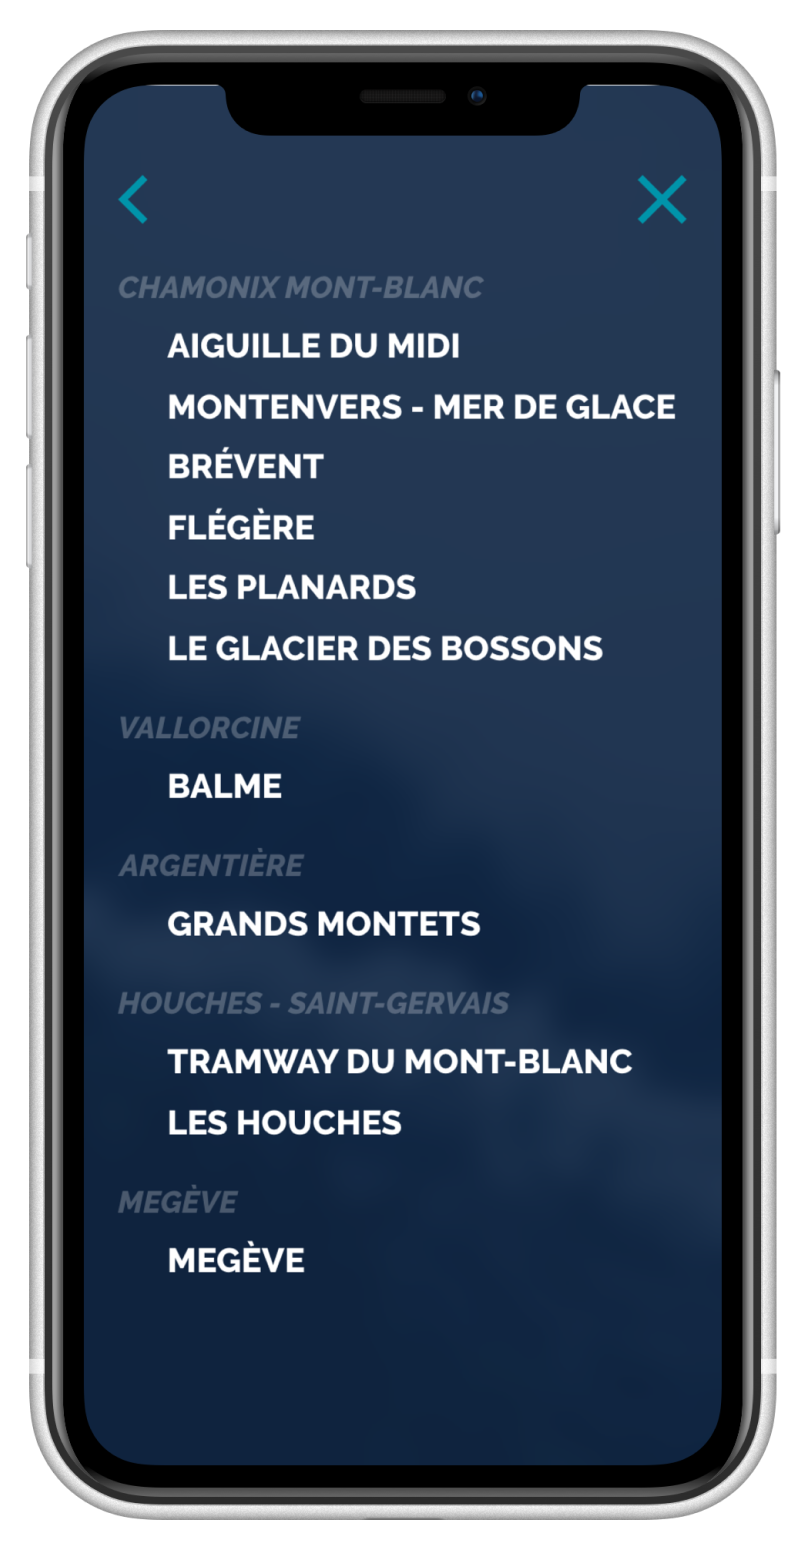 CHAMONIX MONT-BLANC
AIGUILLE DU MIDI
MONTENVERS - MER DE GLACE
BRÉVENT
FLÉGÈRE
LES PLANARDS
LE GLACIER DES BOSSONS
VALLORCINE
BALME
ARGENTIÈRE
GRANDS MONTETS
HOUCHES - SAINT-GERVAIS
TRAMWAY DU MONT-BLANC
LES HOUCHES
MEGÈVE
MEGÈVE